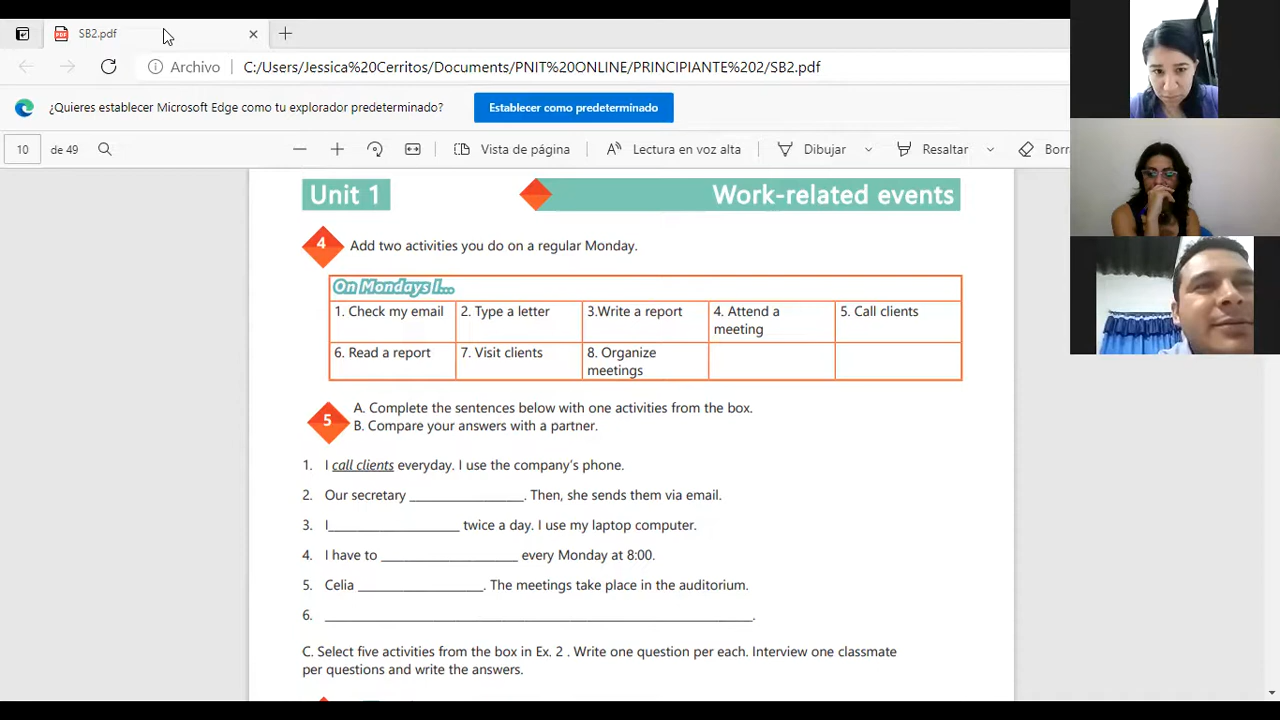 SB2.pdf
Archivo C:/Users/Jessica%20Cerritos/Documents/PNIT%20ONLINE/PRINCIPIANTE%202/SB2.pdf
¿Quieres establecer Microsoft Edge como tu explorador predeterminado? Establecer como predeterminado
10 de 49 Vista de página Lectura en voz alta Dibujar Resaltar Borr
Unit 1 Work-related events
4 Add two activities you do on a regular Monday.
On Mondays I...
1. Check my email 2. Type a letter 3.Write a report 4. Attend a meeting 5. Call clients
6. Read a report 7. Visit clients 8. Organize meetings
5 A. Complete the sentences below with one activities from the box.
B. Compare your answers with a partner.
1. I call clients everyday. I use the company's phone.
2. Our secretary __________________. Then, she sends them via email.
3. I____________________ twice a day. I use my laptop computer.
4. I have to _____________________ every Monday at 8:00.
5. Celia ___________________. The meetings take place in the auditorium.
6. _________________________________________________________________.
C. Select five activities from the box in Ex. 2 . Write one question per each. Interview one classmate
per questions and write the answers.